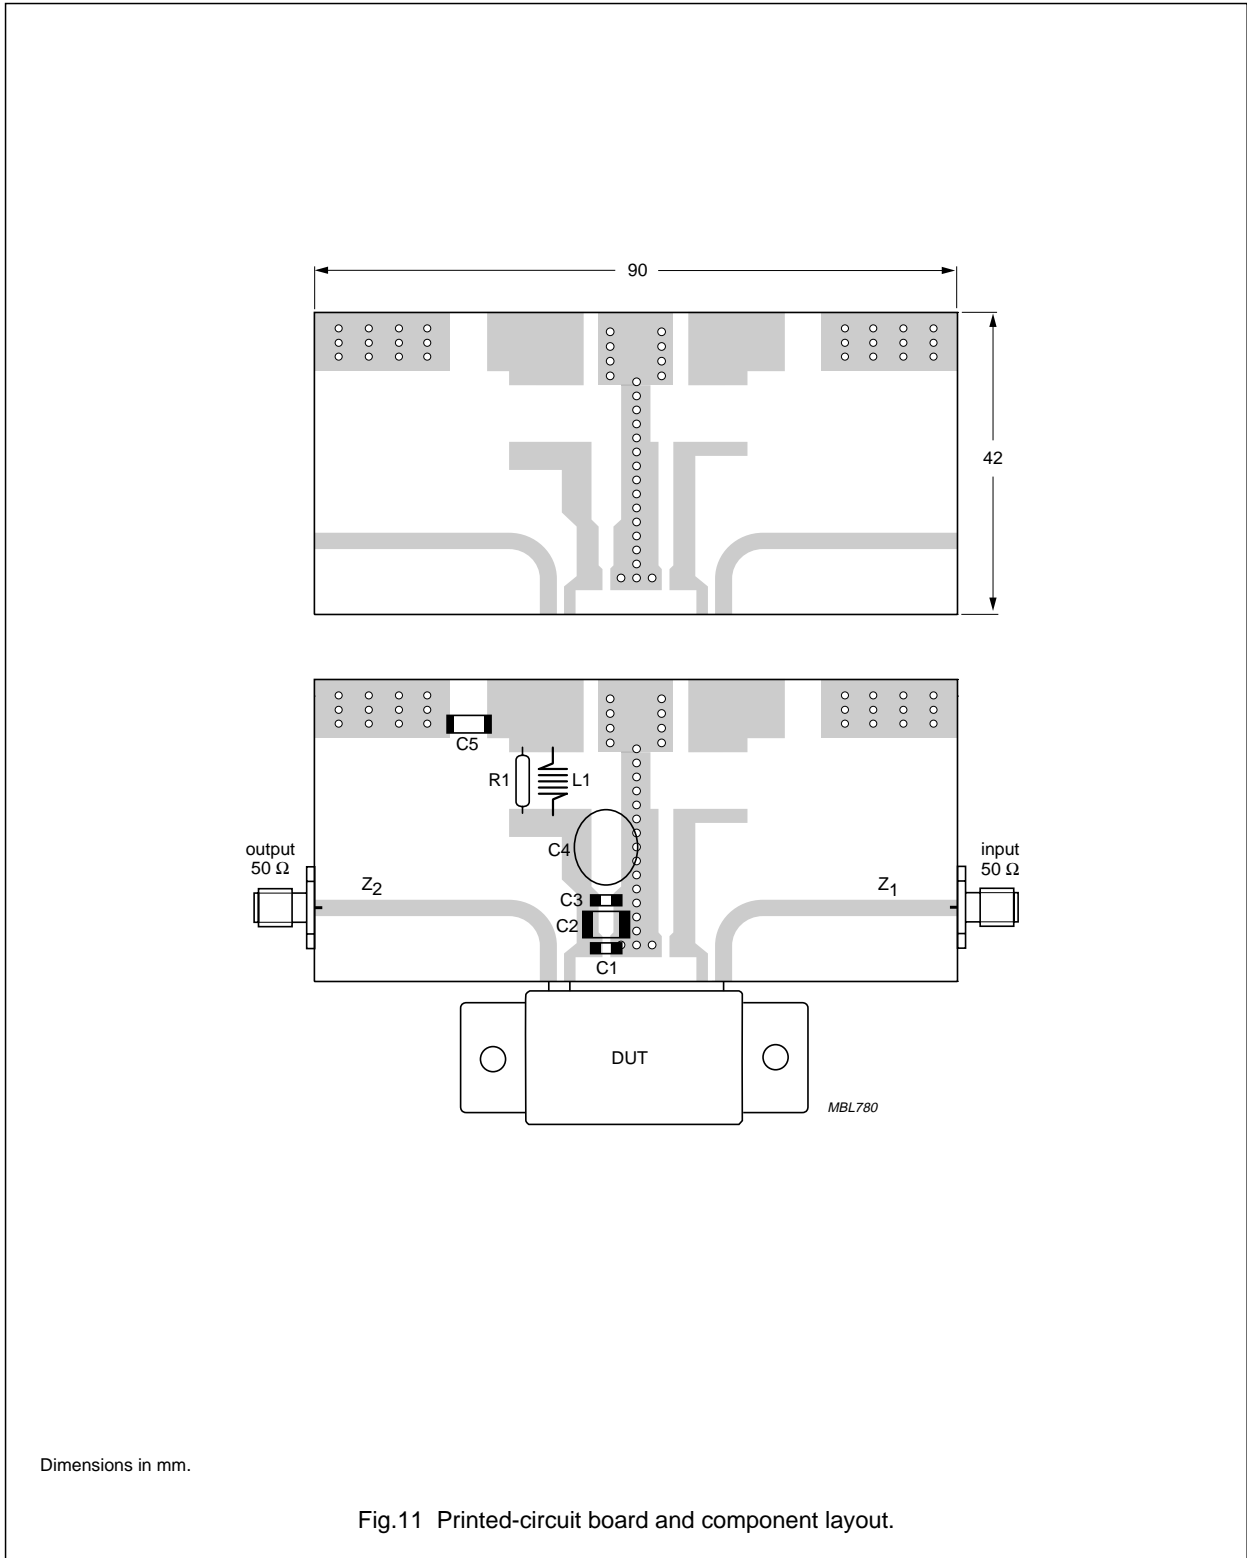 90
42
C5
R1
L1
C4
output
50 Ω
input
50 Ω
Z2
Z1
C3
C2
C1
DUT
MBL780
Dimensions in mm.
Fig.11 Printed-circuit board and component layout.